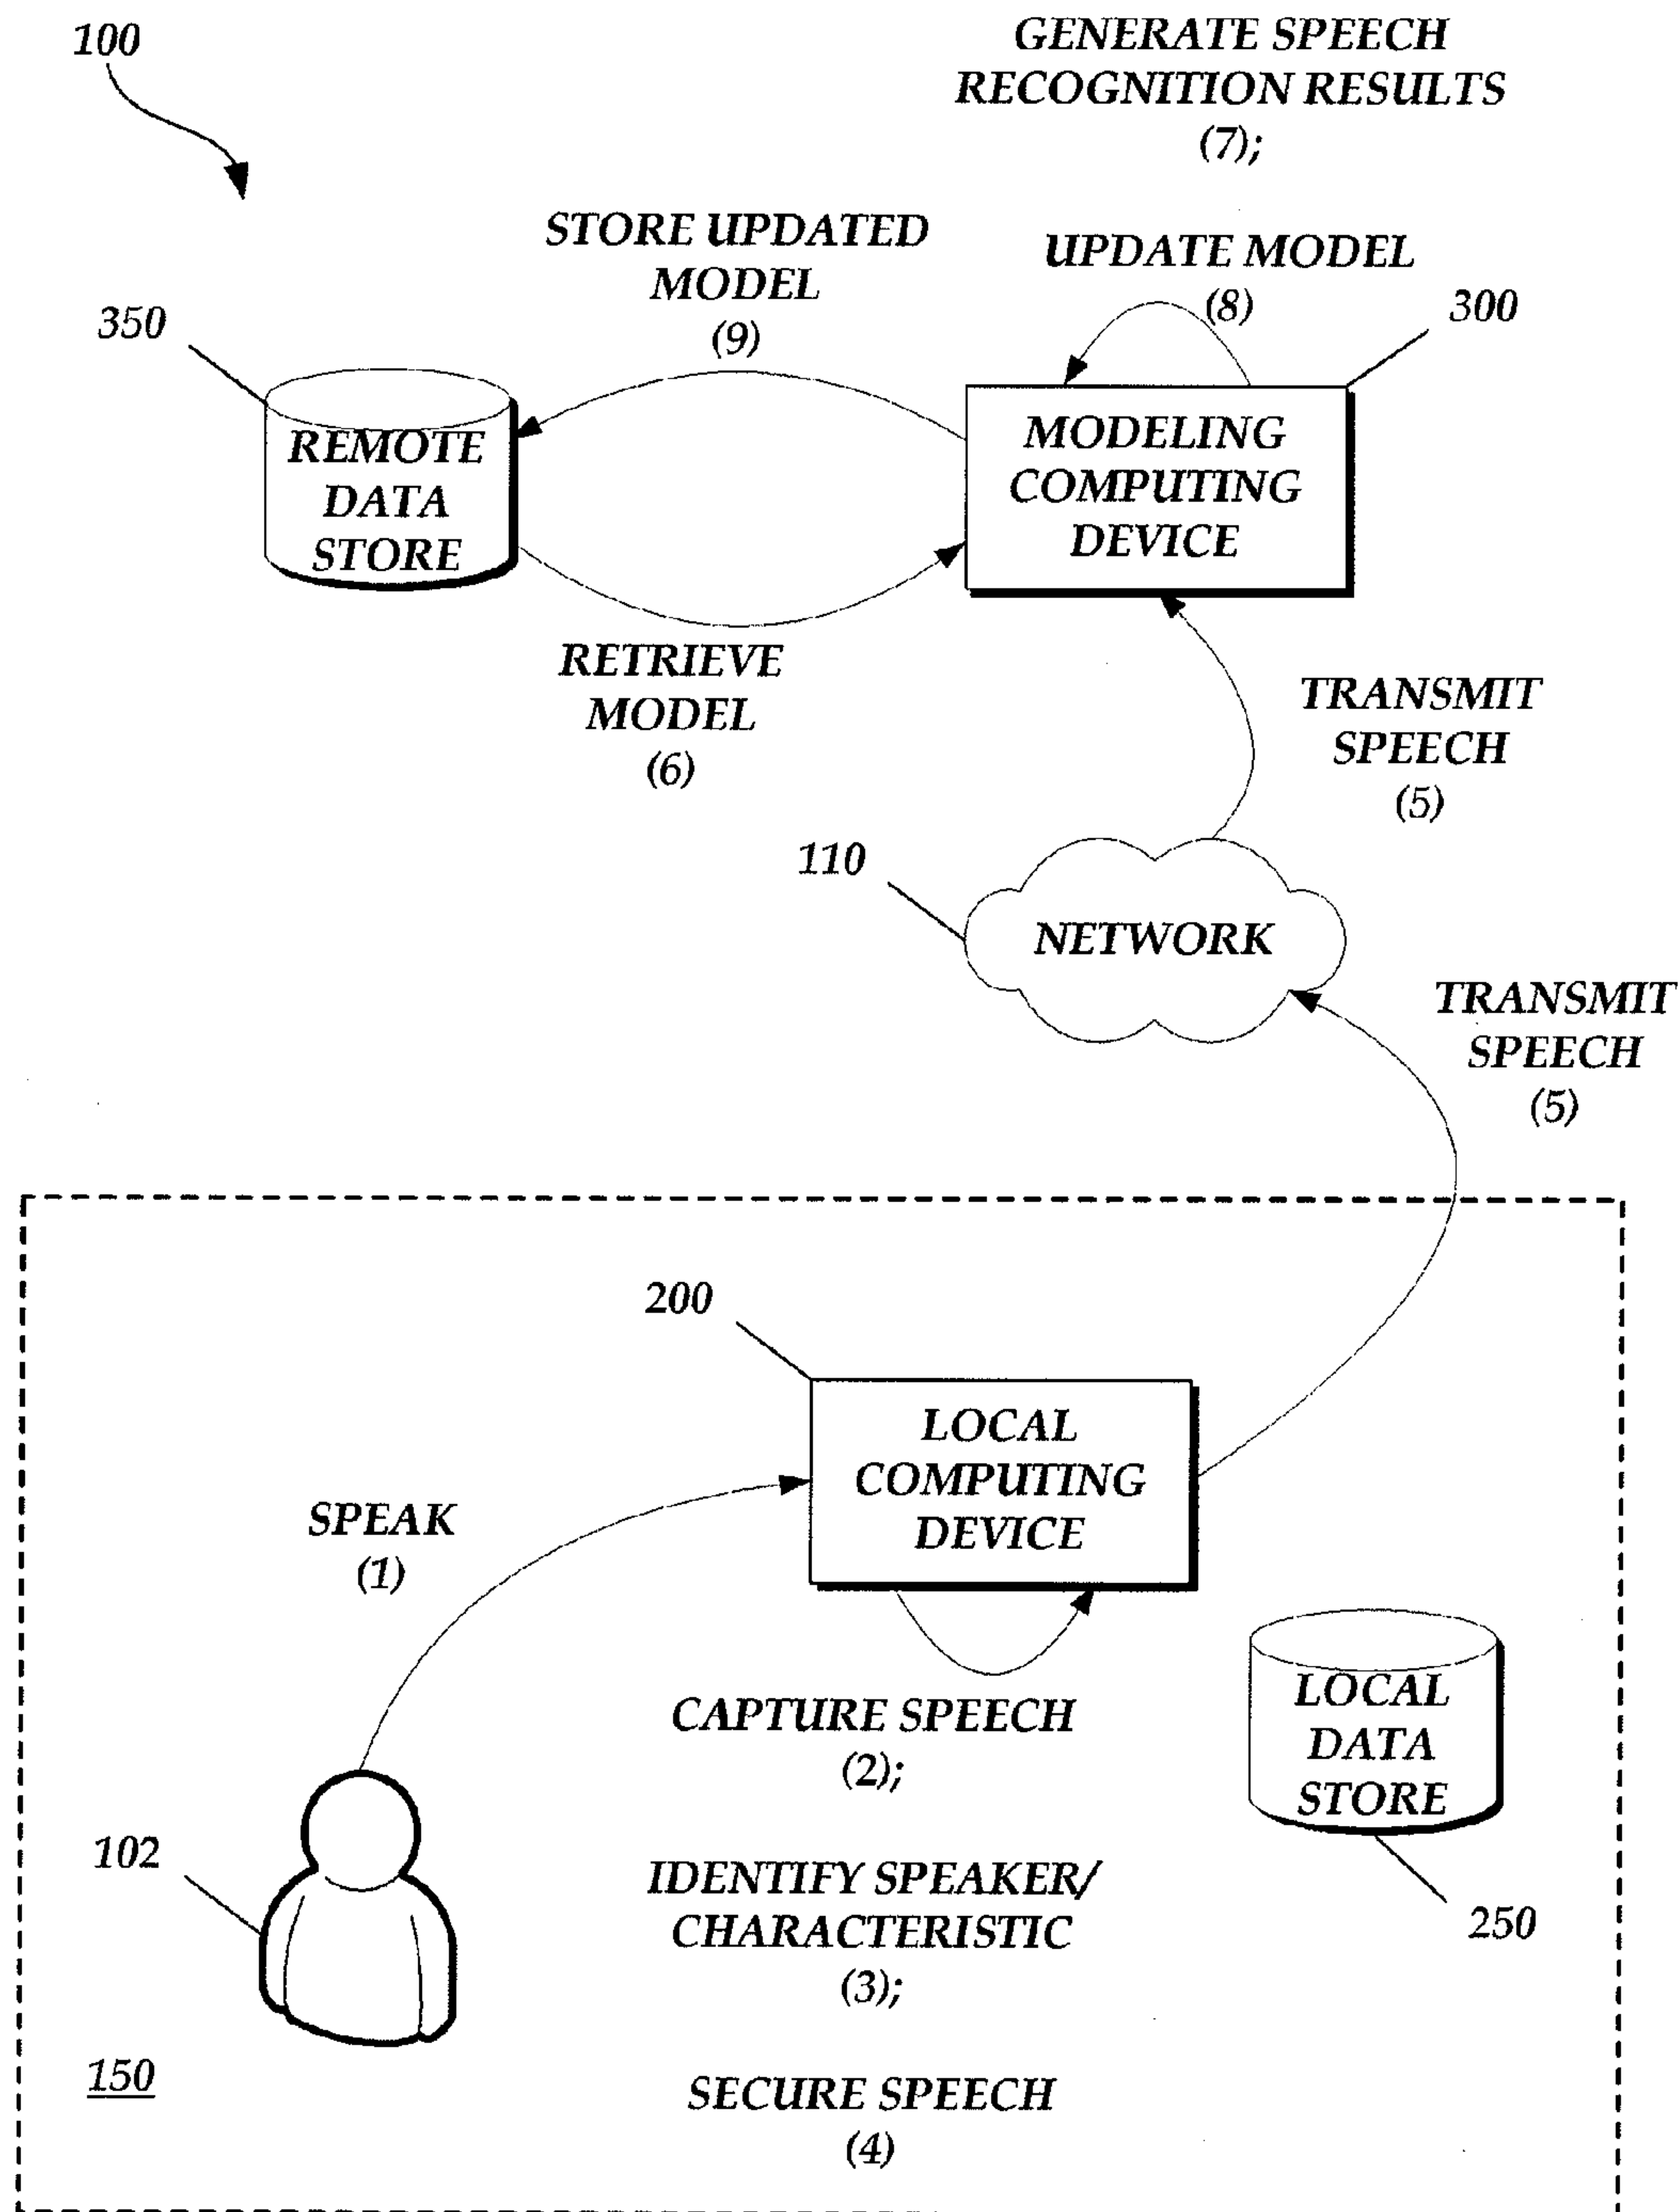 100
GENERATE SPEECH
RECOGNITION RESULTS
(7);
STORE UPDATED
MODEL
(9)
UPDATE MODEL
(8)
350
300
REMOTE
DATA
STORE
MODELING
COMPUTING
DEVICE
RETRIEVE
MODEL
(6)
TRANSMIT
SPEECH
(5)
110
NETWORK
TRANSMIT
SPEECH
(5)
200
LOCAL
COMPUTING
DEVICE
SPEAK
(1)
CAPTURE SPEECH
(2);
LOCAL
DATA
STORE
102
IDENTIFY SPEAKER/
CHARACTERISTIC
(3);
250
150
SECURE SPEECH
(4)